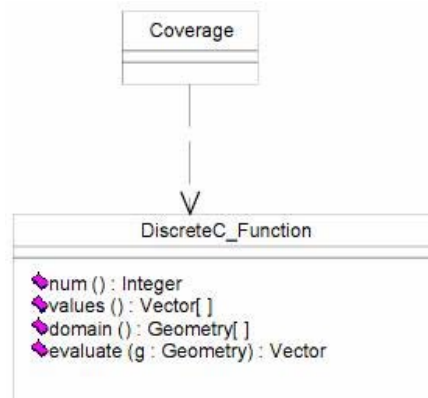 Coverage
DiscreteC_Function
num () : Integer
values () : Vector[ ]
domain () : Geometry[ ]
evaluate (g : Geometry) : Vector